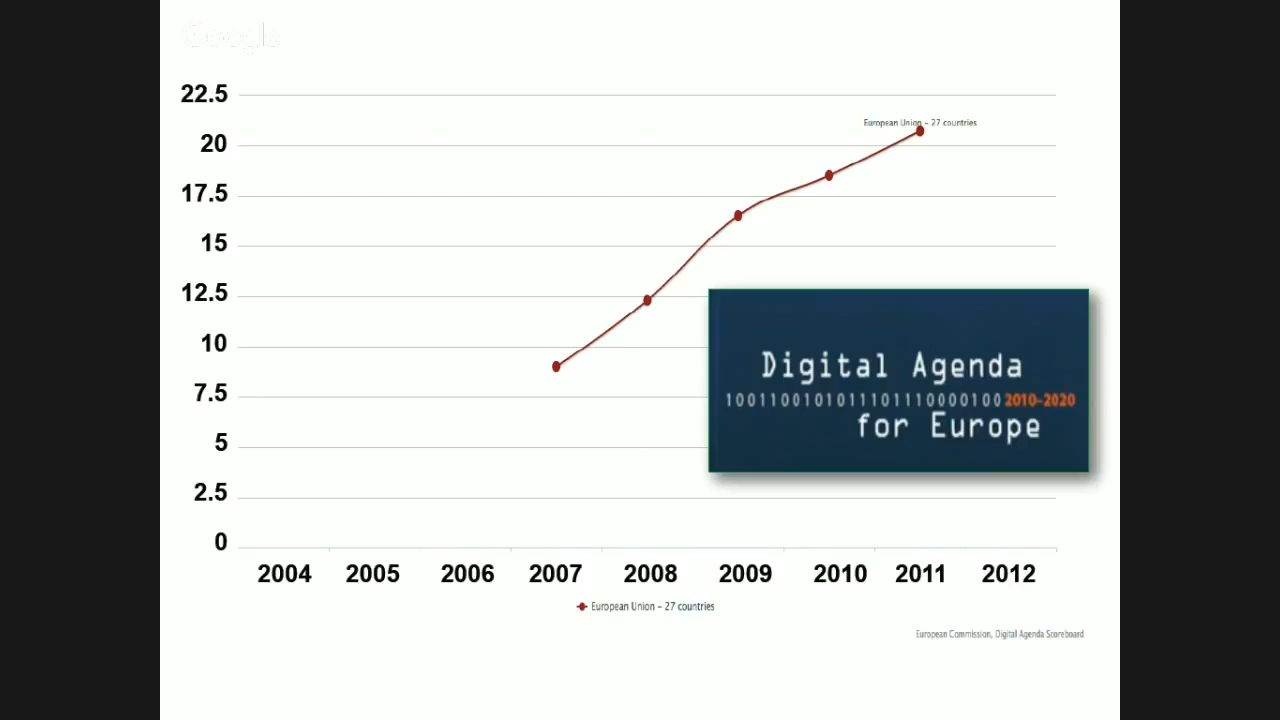 Google
22.5
European Union – 27 countries
20
17.5
15
12.5
10
7.5
5
2.5
0
Digital Agenda
1001100101011101110000100 2010–2020
for Europe
2004 2005 2006 2007 2008 2009 2010 2011 2012
European Union – 27 countries
European Commission, Digital Agenda Scoreboard